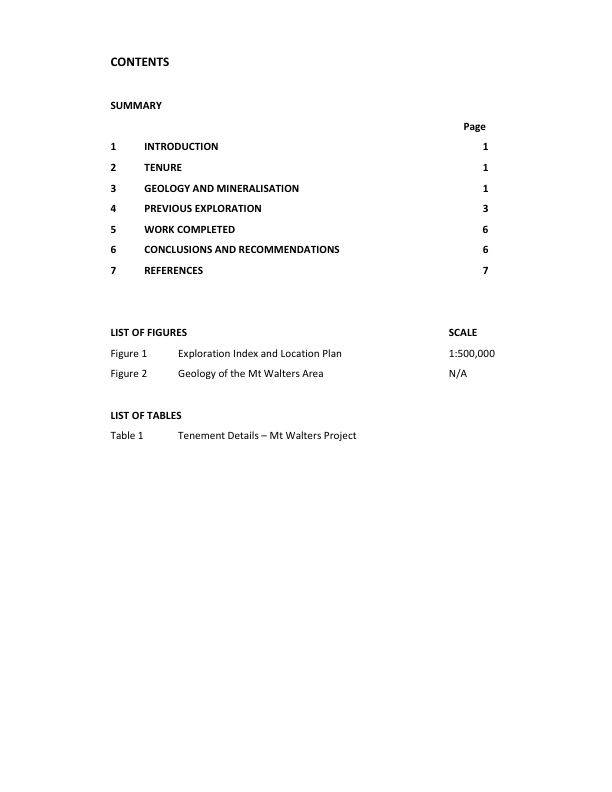 CONTENTS
SUMMARY
Page
1 INTRODUCTION 1
2 TENURE 1
3 GEOLOGY AND MINERALISATION 1
4 PREVIOUS EXPLORATION 3
5 WORK COMPLETED 6
6 CONCLUSIONS AND RECOMMENDATIONS 6
7 REFERENCES 7
LIST OF FIGURES SCALE
Figure 1 Exploration Index and Location Plan 1:500,000
Figure 2 Geology of the Mt Walters Area N/A
LIST OF TABLES
Table 1 Tenement Details – Mt Walters Project